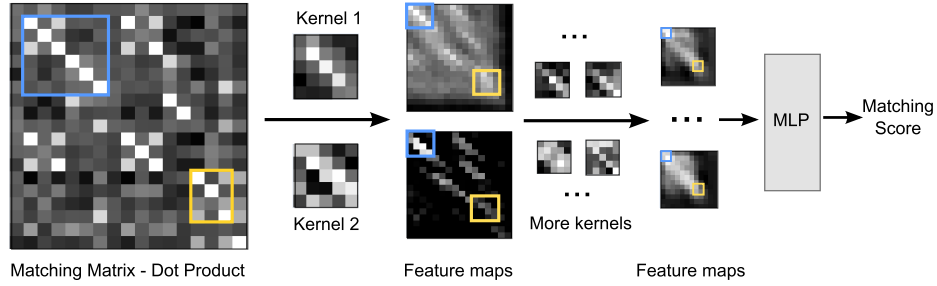 Kernel 1
...
...
MLP
Matching
Score
Kernel 2
More kernels
...
Matching Matrix - Dot Product
Feature maps
Feature maps